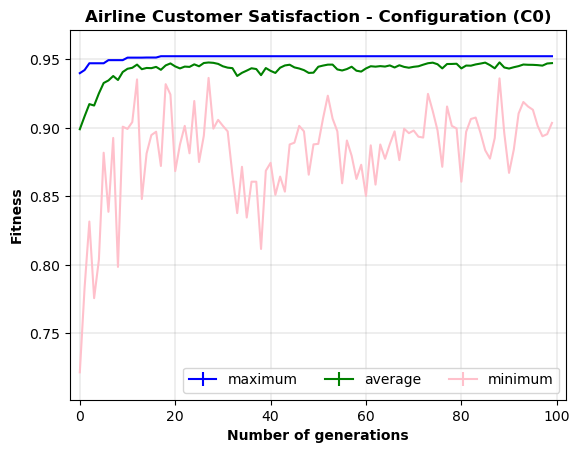 Airline Customer Satisfaction - Configuration (C0)
Fitness
0.95
0.90
0.85
0.80
0.75
maximum average minimum
0 20 40 60 80 100
Number of generations